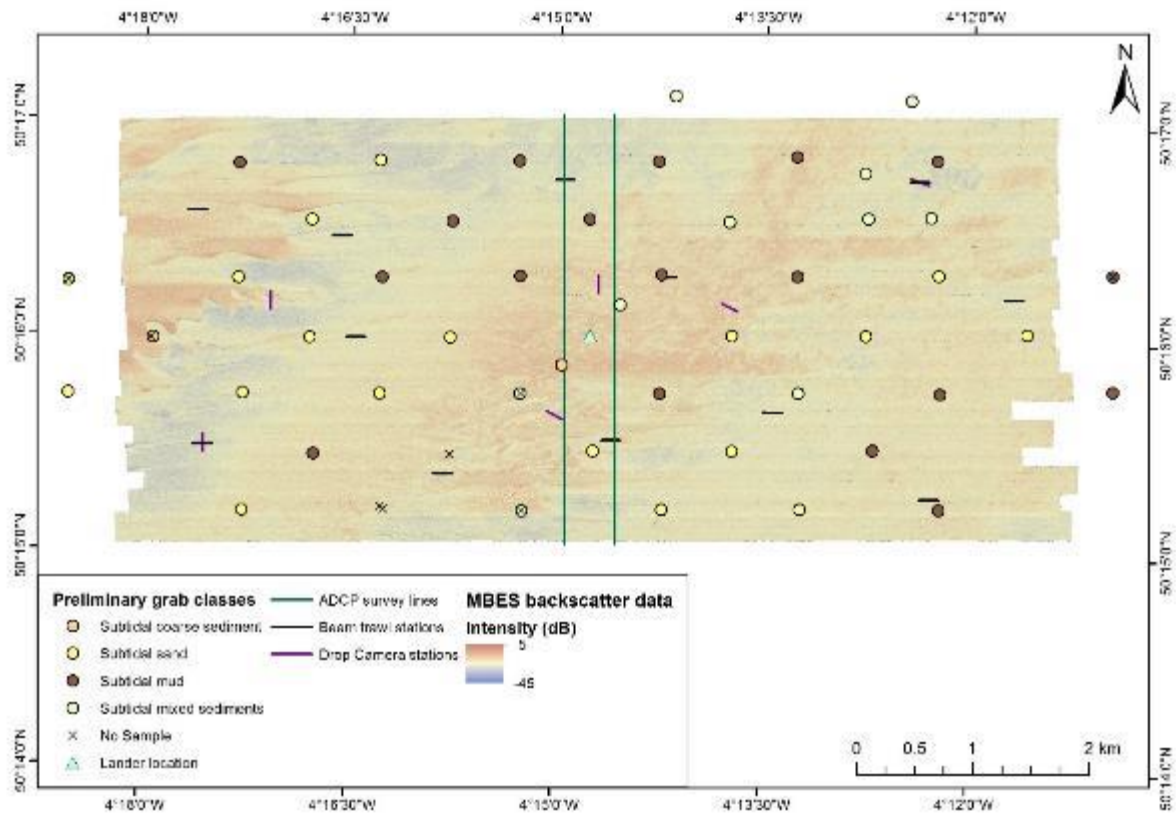 4°18'0"W 4°16'30"W 4°15'0"W 4°13'30"W 4°12'0"W
N
50°17'0"N
50°17'0"N
50°16'0"N
50°16'0"N
50°15'0"N
50°15'0"N
Preliminary grab classes
Subtidal coarse sediment
Subtidal sand
Subtidal mud
Subtidal mixed sediments
No Sample
Lander location
ADCP survey lines
Beam trawl stations
Drop Camera stations
MBES backscatter data
Intensity (dB)
5
-45
0 0.5 1 2 km
50°14'0"N
50°14'0"N
4°18'0"W 4°16'30"W 4°15'0"W 4°13'30"W 4°12'0"W